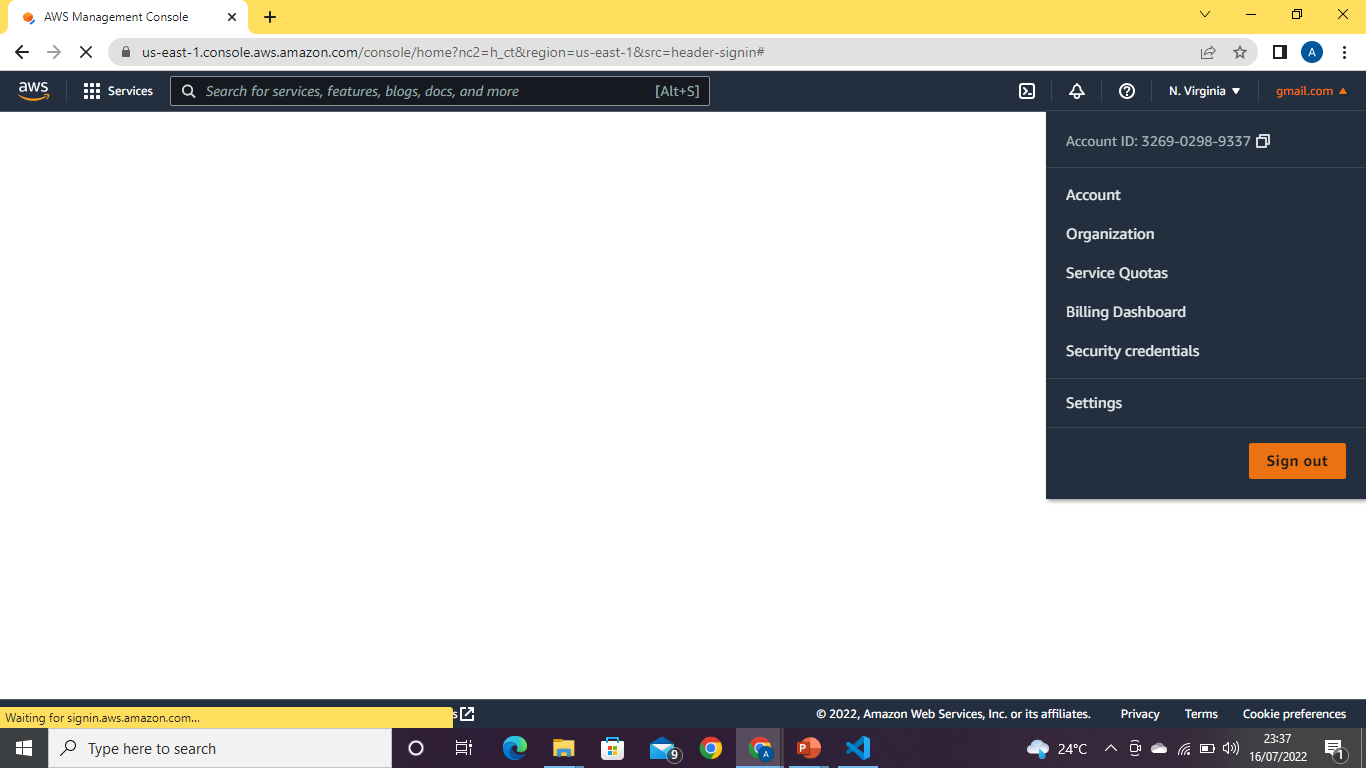 AWS Management Console
us-east-1.console.aws.amazon.com/console/home?nc2=h_ct&region=us-east-1&src=header-signin#
A
aws
Services
Search for services, features, blogs, docs, and more
[Alt+S]
N. Virginia
gmail.com
Account ID: 3269-0298-9337
Account
Organization
Service Quotas
Billing Dashboard
Security credentials
Settings
Sign out
Waiting for signin.aws.amazon.com...
s
© 2022, Amazon Web Services, Inc. or its affiliates.
Privacy
Terms
Cookie preferences
Type here to search
9
A
P
24°C
23:37
16/07/2022
1